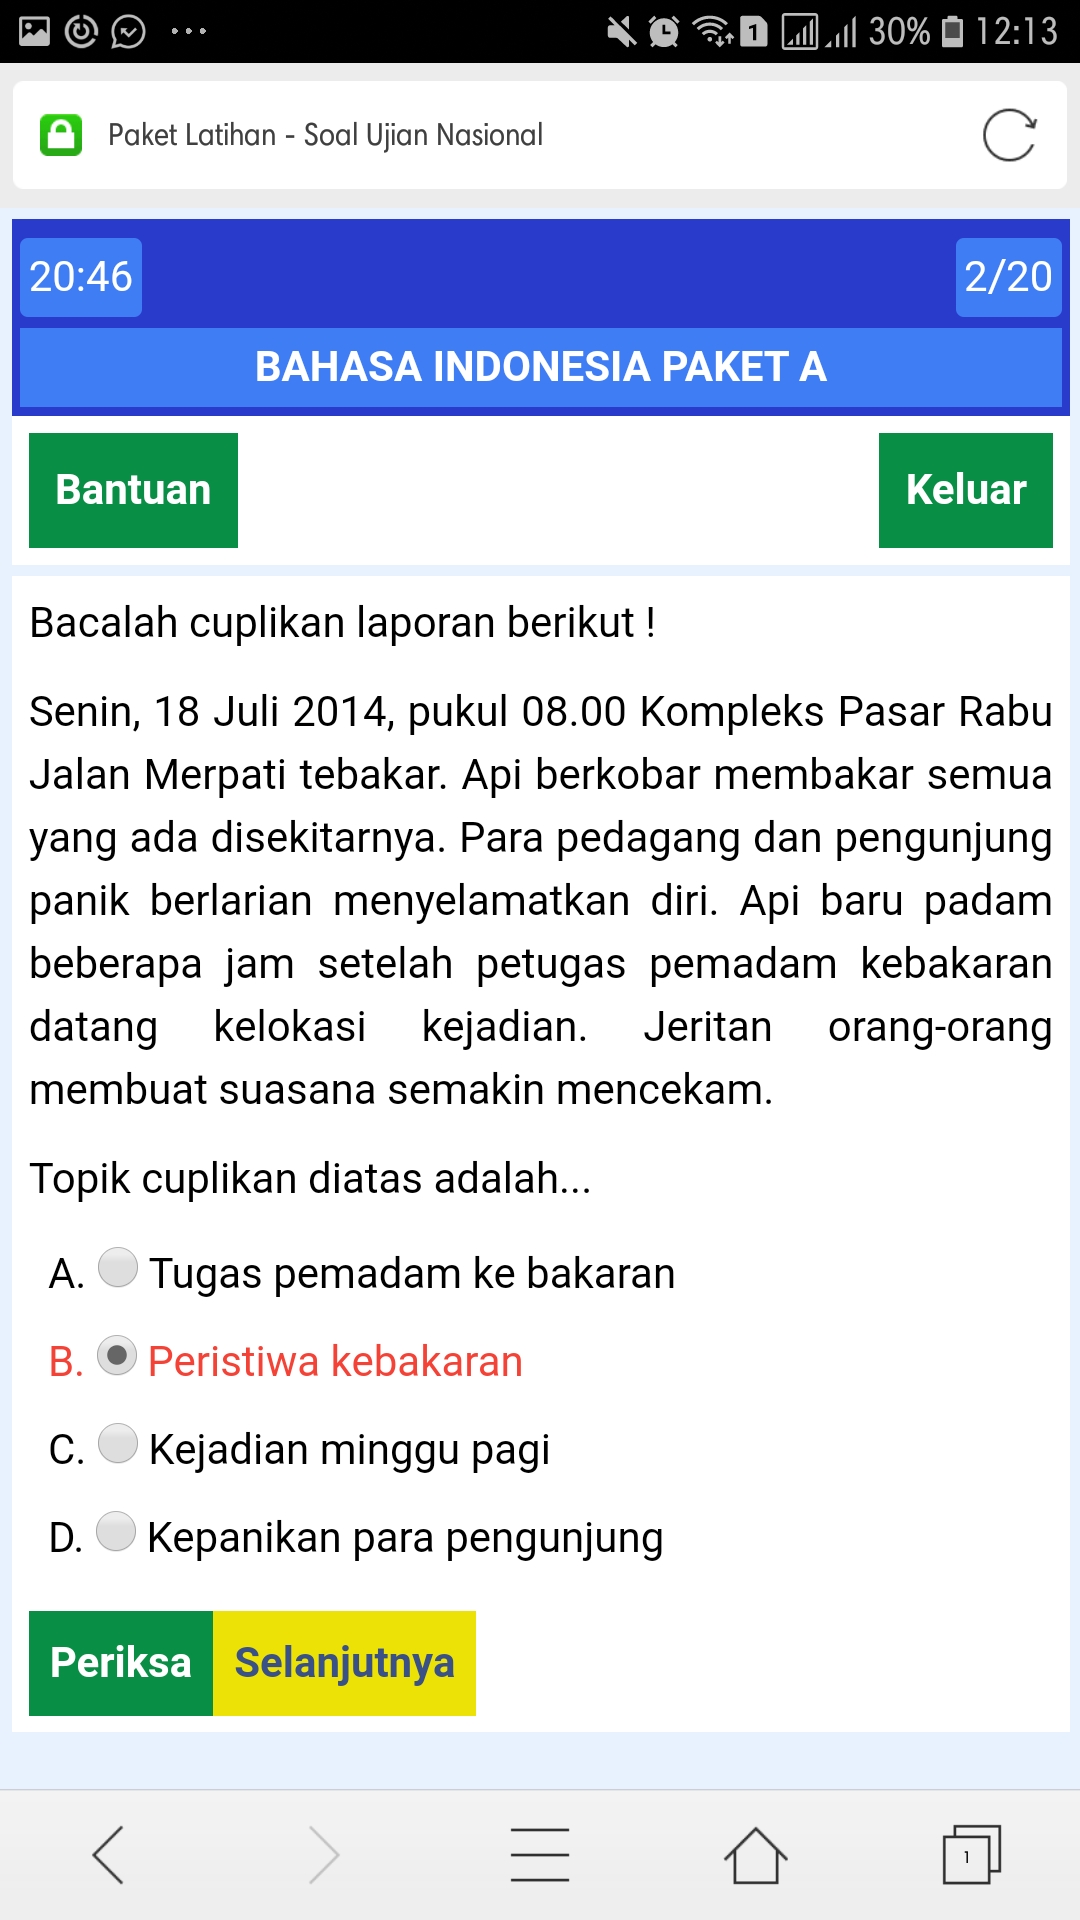 30% 12:13
Paket Latihan - Soal Ujian Nasional
20:46
2/20
BAHASA INDONESIA PAKET A
Bantuan
Keluar
Bacalah cuplikan laporan berikut !
Senin, 18 Juli 2014, pukul 08.00 Kompleks Pasar Rabu
Jalan Merpati tebakar. Api berkobar membakar semua
yang ada disekitarnya. Para pedagang dan pengunjung
panik berlarian menyelamatkan diri. Api baru padam
beberapa jam setelah petugas pemadam kebakaran
datang kelokasi kejadian. Jeritan orang-orang
membuat suasana semakin mencekam.
Topik cuplikan diatas adalah...
A. Tugas pemadam ke bakaran
B. Peristiwa kebakaran
C. Kejadian minggu pagi
D. Kepanikan para pengunjung
Periksa
Selanjutnya
1